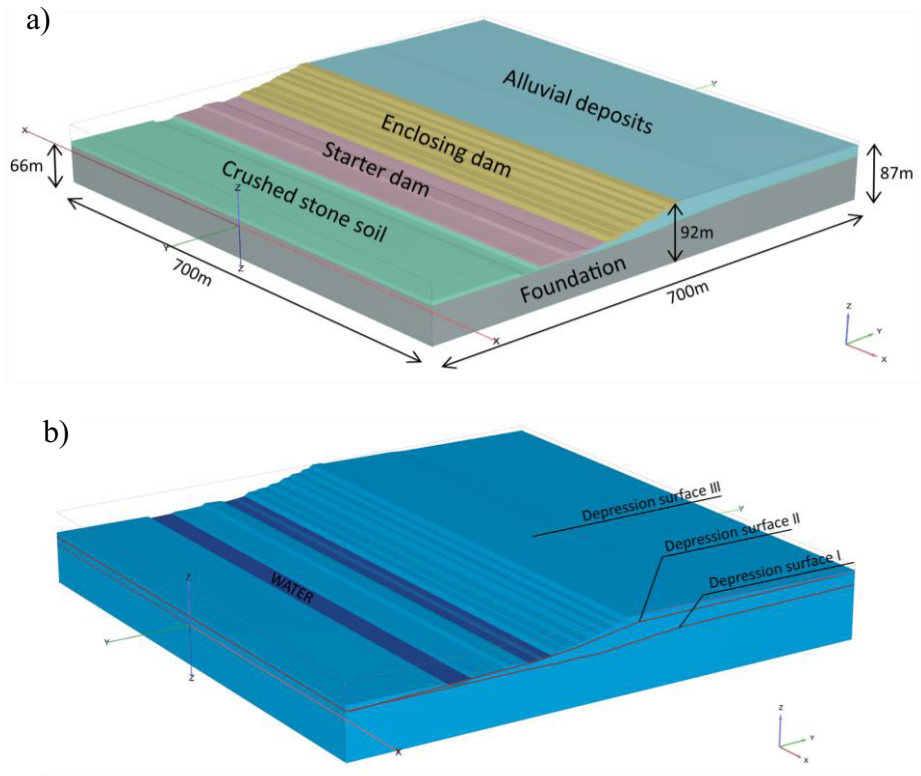 a)
Alluvial deposits
Y
X
Enclosing dam
66m
Starter dam
87m
Crushed stone soil
Z
92m
Y
Z
Foundation
700m
700m
X
Z
Y
X
b)
Depression surface III
Y
Depression surface II
Depression surface I
Z
WATER
Y
Z
X
Z
Y
X